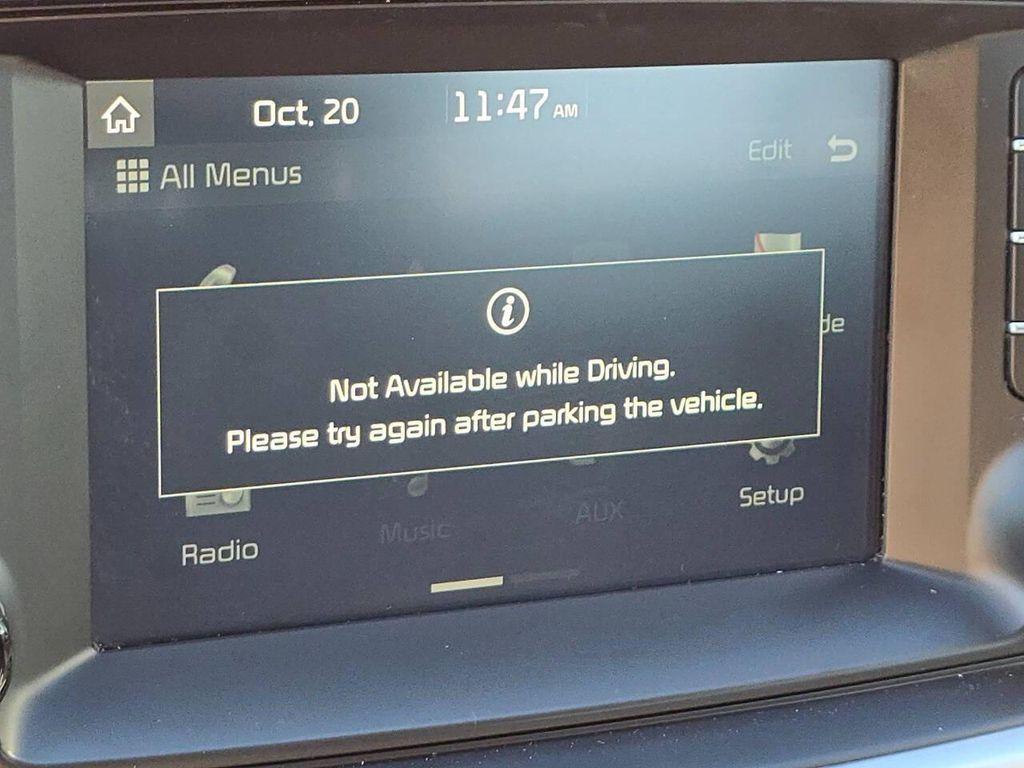 Oct. 20 11:47 AM
All Menus Edit
Not Available while Driving.
Please try again after parking the vehicle.
de
Radio Music AUX Setup